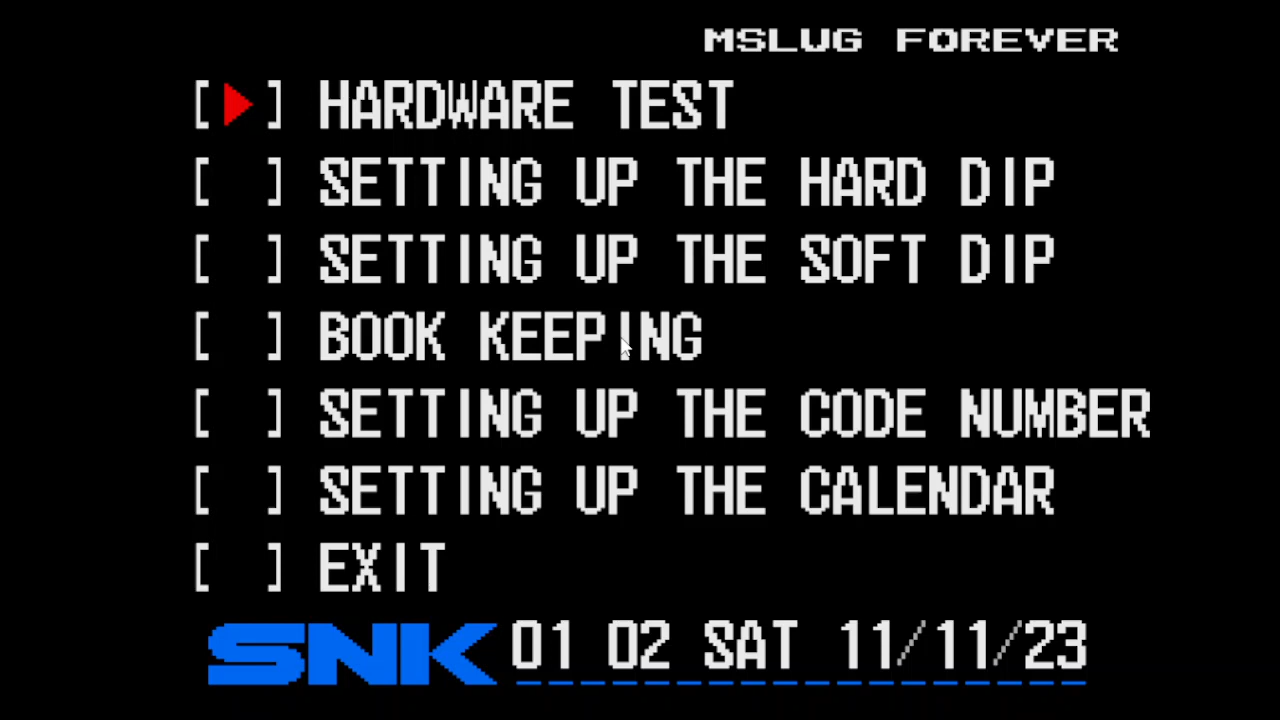 MSLUG FOREVER
[▶] HARDWARE TEST
[ ] SETTING UP THE HARD DIP
[ ] SETTING UP THE SOFT DIP
[ ] BOOK KEEPING
[ ] SETTING UP THE CODE NUMBER
[ ] SETTING UP THE CALENDAR
[ ] EXIT
SNK 01 02 SAT 11/11/23